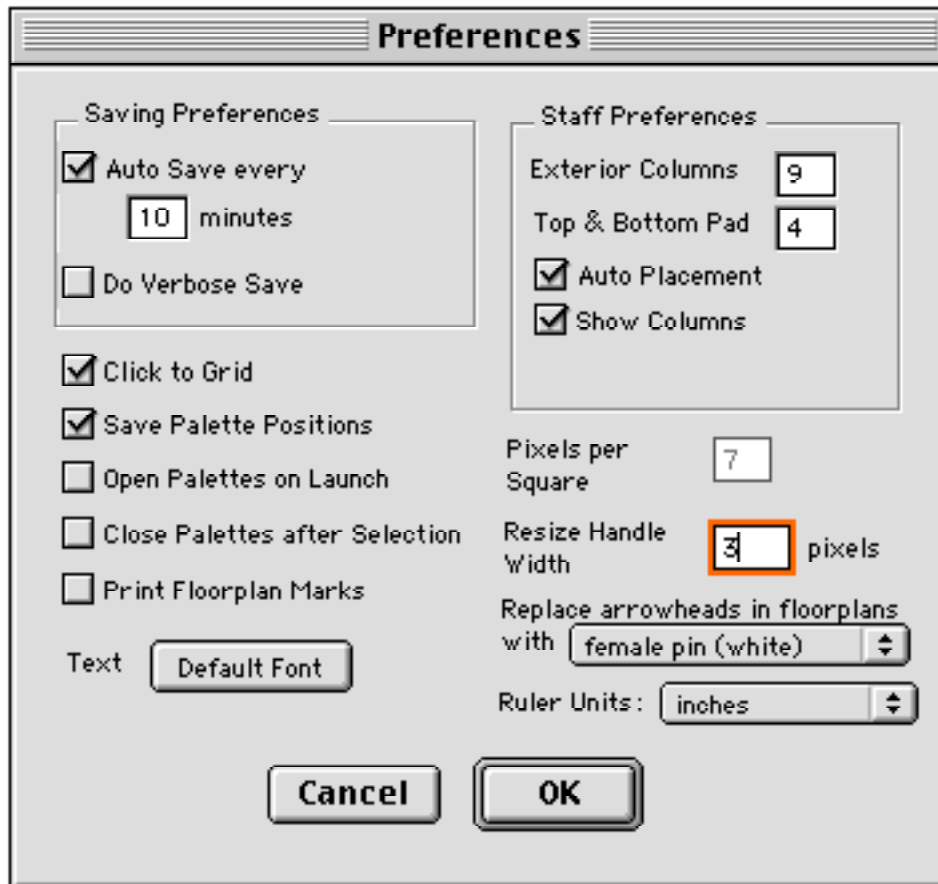 Preferences
Saving Preferences
Auto Save every
10 minutes
Do Verbose Save
Click to Grid
Save Palette Positions
Open Palettes on Launch
Close Palettes after Selection
Print Floorplan Marks
Text Default Font
Staff Preferences
Exterior Columns 9
Top & Bottom Pad 4
Auto Placement
Show Columns
Pixels per
Square 7
Resize Handle
Width 3 pixels
Replace arrowheads in floorplans
with female pin (white)
Ruler Units: inches
Cancel OK